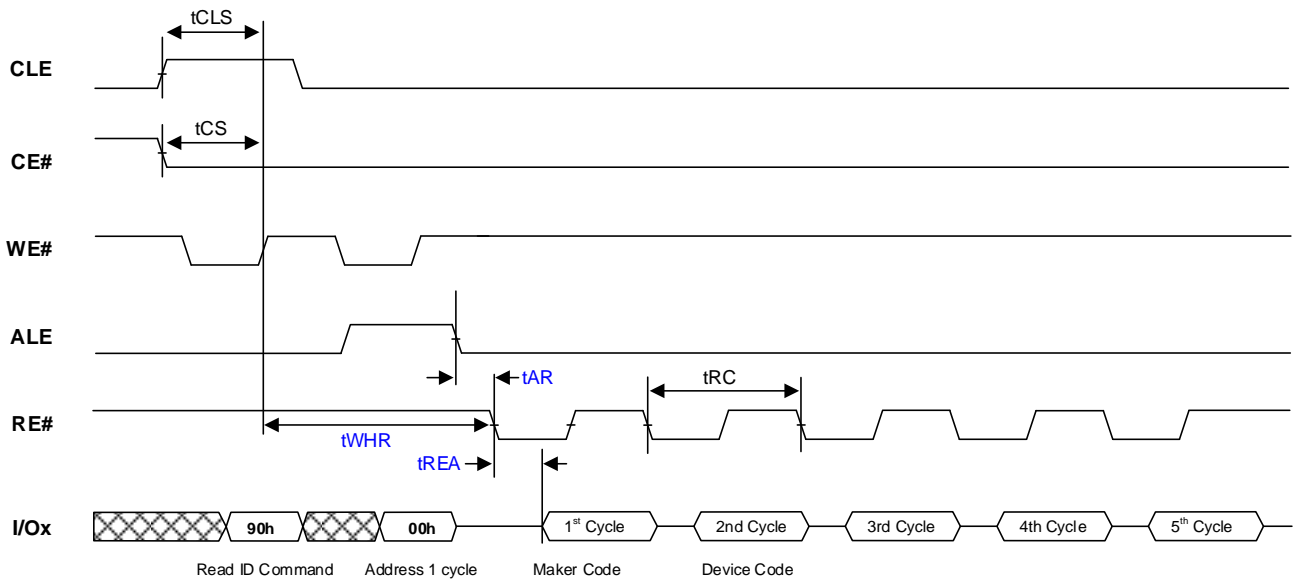 tCLS
CLE
tCS
CE#
WE#
ALE
tAR
tRC
RE#
tWHR
tREA
I/Ox 90h 00h 1st Cycle 2nd Cycle 3rd Cycle 4th Cycle 5th Cycle
Read ID Command Address 1 cycle Maker Code Device Code